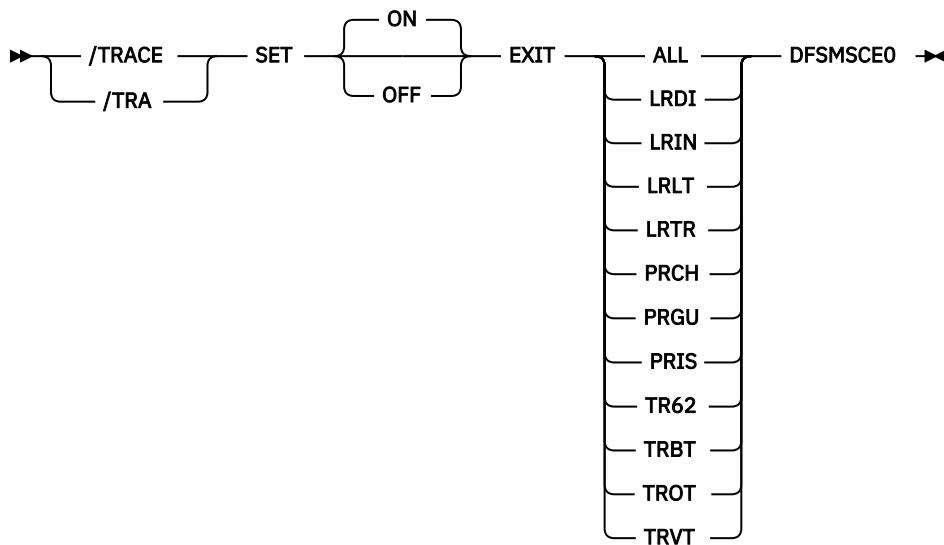 ON
/TRACE SET EXIT ALL DFSMSCE0
/TRA OFF LRDI
LRIN
LRLT
LRTR
PRCH
PRGU
PRIS
TR62
TRBT
TROT
TRVT